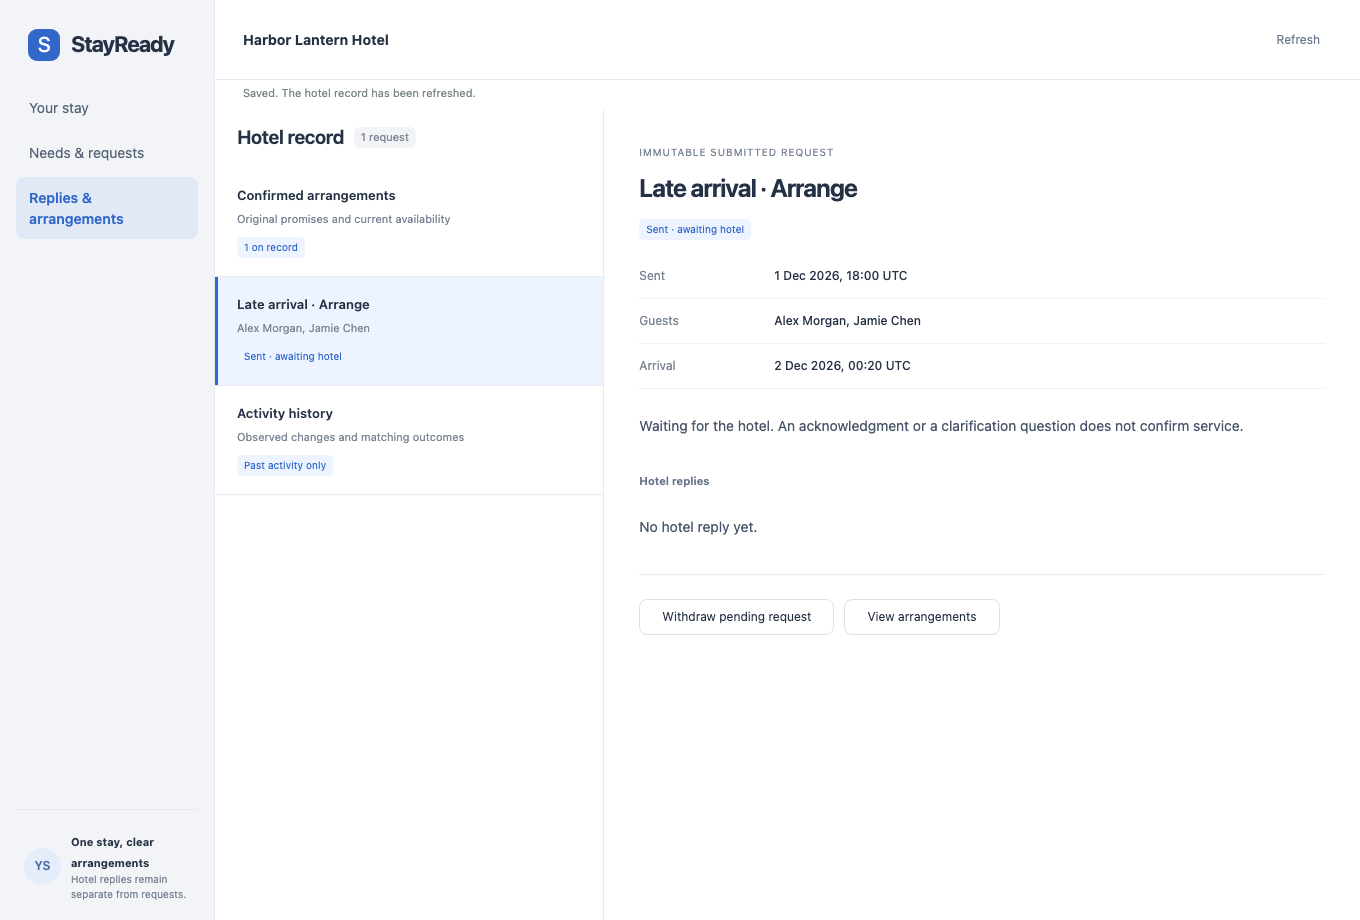 S
StayReady
Your stay
Needs & requests
Replies &
arrangements
YS
One stay, clear
arrangements
Hotel replies remain
separate from requests.
Harbor Lantern Hotel
Refresh
Saved. The hotel record has been refreshed.
Hotel record
1 request
Confirmed arrangements
Original promises and current availability
1 on record
Late arrival · Arrange
Alex Morgan, Jamie Chen
Sent · awaiting hotel
Activity history
Observed changes and matching outcomes
Past activity only
IMMUTABLE SUBMITTED REQUEST
Late arrival · Arrange
Sent · awaiting hotel
Sent 1 Dec 2026, 18:00 UTC
Guests Alex Morgan, Jamie Chen
Arrival 2 Dec 2026, 00:20 UTC
Waiting for the hotel. An acknowledgment or a clarification question does not confirm service.
Hotel replies
No hotel reply yet.
Withdraw pending request
View arrangements